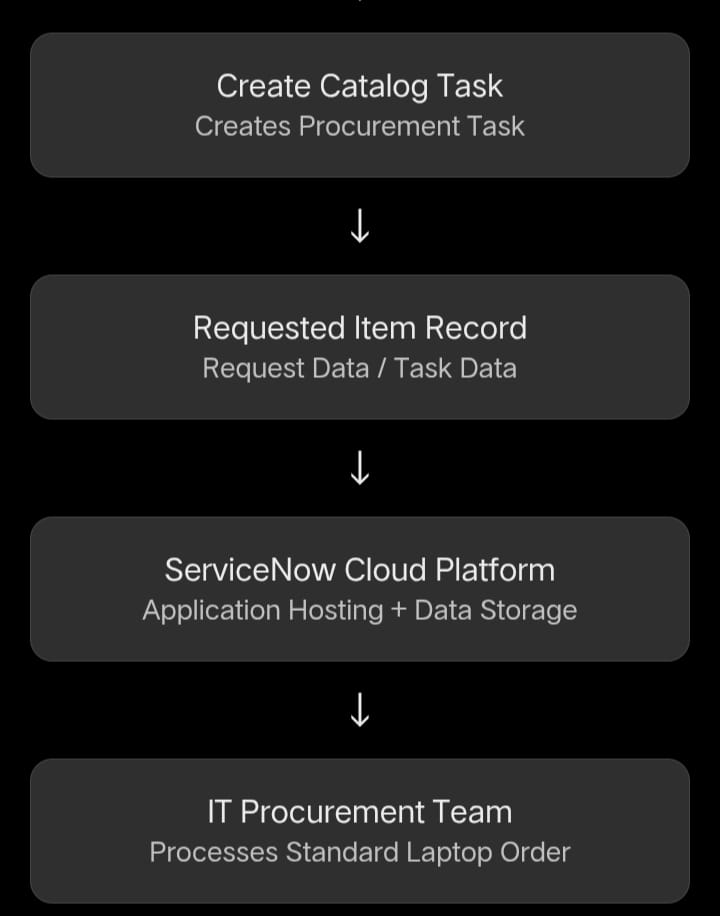 Create Catalog Task
Creates Procurement Task
↓
Requested Item Record
Request Data / Task Data
↓
ServiceNow Cloud Platform
Application Hosting + Data Storage
↓
IT Procurement Team
Processes Standard Laptop Order